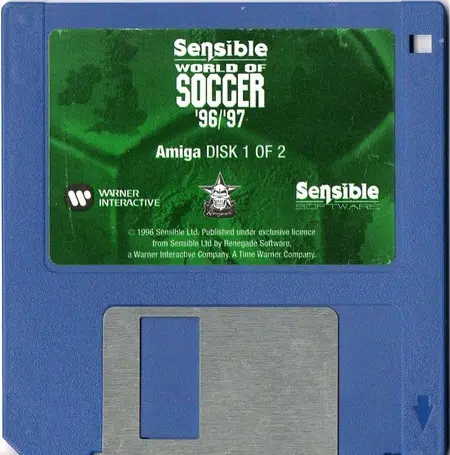 Sensible
WORLD OF
SOCCER
'96/'97
Amiga DISK 1 OF 2
WARNER
INTERACTIVE
Renegade
Sensible
SOFTWARE
© 1996 Sensible Ltd. Published under exclusive licence
from Sensible Ltd by Renegade Software,
a Warner Interactive Company. A Time Warner Company.